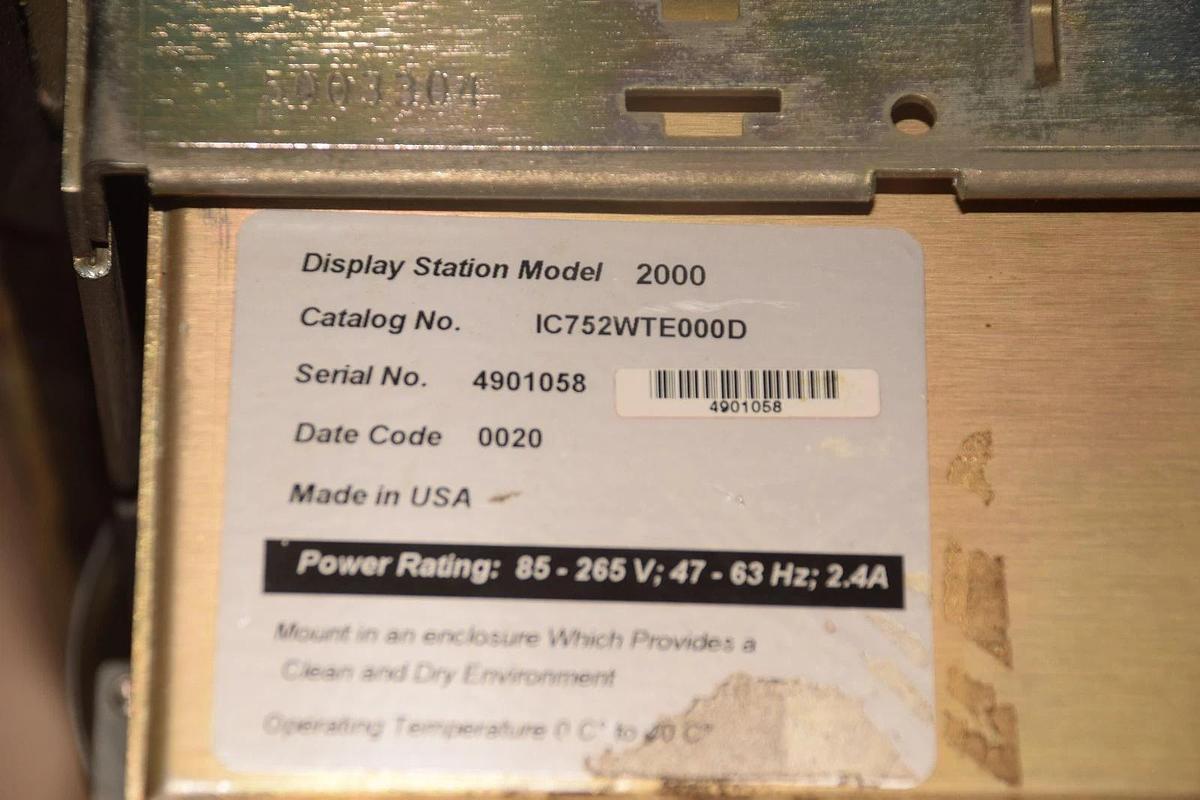 Display Station Model 2000
Catalog No. IC752WTE000D
Serial No. 4901058
4901058
Date Code 0020
Made in USA
Power Rating: 85 - 265 V; 47 - 63 Hz; 2.4A
Mount in an enclosure Which Provides a
Clean and Dry Environment
Operating Temperature 0 C° to 40 C°